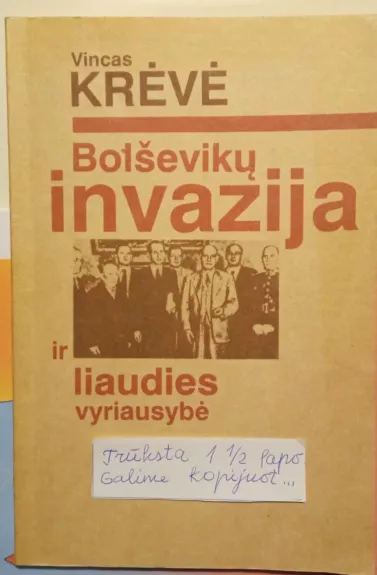 Vincas
KRĖVĖ
Bolševikų
invazija
ir
liaudies
vyriausybė
Trūksta 1 1/2 lapo
Galime kopijuot...